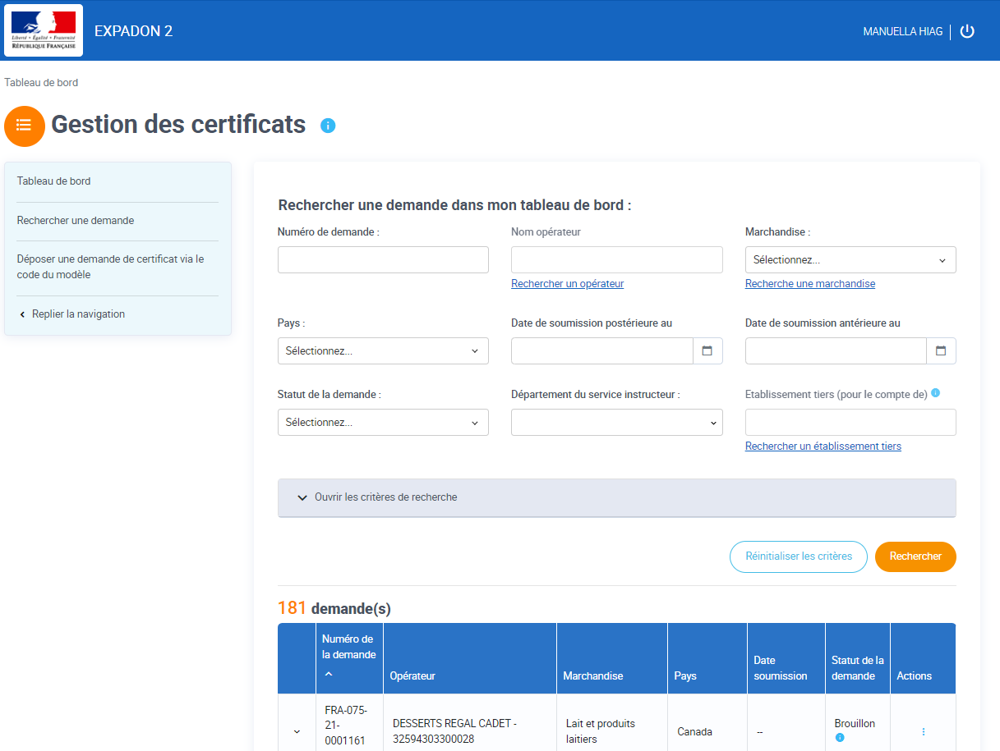 Liberté • Égalité • Fraternité
RÉPUBLIQUE FRANÇAISE
EXPADON 2
MANUELLA HIAG
Tableau de bord
Gestion des certificats
Tableau de bord
Rechercher une demande
Déposer une demande de certificat via le
code du modèle
Replier la navigation
Rechercher une demande dans mon tableau de bord :
Numéro de demande :
Nom opérateur
Marchandise :
Sélectionnez...
Rechercher un opérateur
Recherche une marchandise
Pays :
Date de soumission postérieure au
Date de soumission antérieure au
Sélectionnez...
Statut de la demande :
Département du service instructeur :
Etablissement tiers (pour le compte de)
Sélectionnez...
Rechercher un établissement tiers
Ouvrir les critères de recherche
Réinitialiser les critères
Rechercher
181 demande(s)
Numéro de
la demande
Opérateur
Marchandise
Pays
Date
soumission
Statut de la
demande
Actions
FRA-075-
21-
0001161
DESSERTS REGAL CADET -
32594303300028
Lait et produits
laitiers
Canada
--
Brouillon